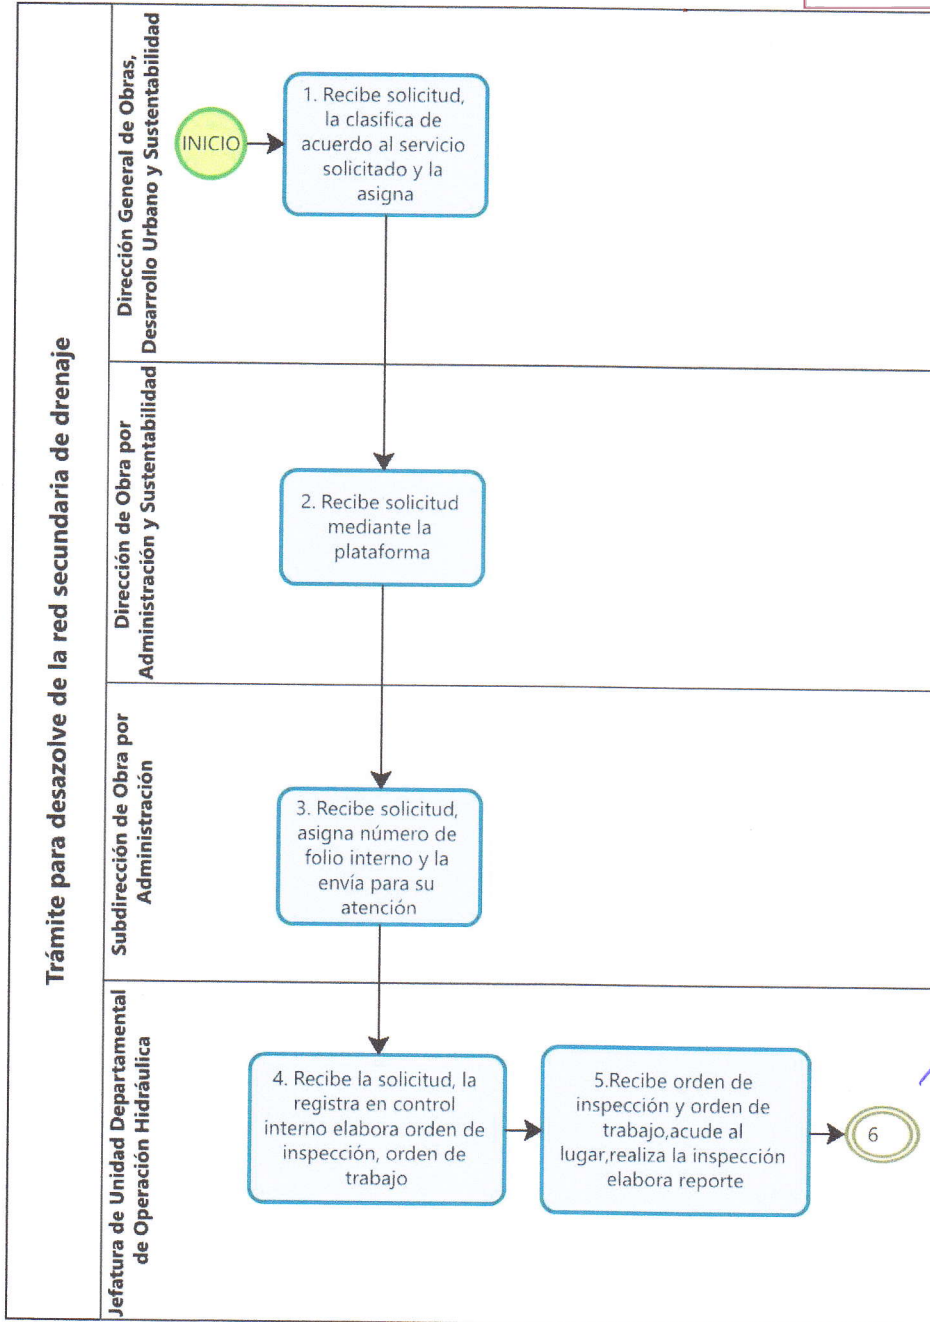 Trámite para desazolve de la red secundaria de drenaje
Dirección General de Obras,
Desarrollo Urbano y Sustentabilidad
INICIO
1. Recibe solicitud,
la clasifica de
acuerdo al servicio
solicitado y la
asigna
Dirección de Obra por
Administración y Sustentabilidad
2. Recibe solicitud
mediante la
plataforma
Subdirección de Obra por
Administración
3. Recibe solicitud,
asigna número de
folio interno y la
envía para su
atención
Jefatura de Unidad Departamental
de Operación Hidráulica
4. Recibe la solicitud, la
registra en control
interno elabora orden de
inspección, orden de
trabajo
5.Recibe orden de
inspección y orden de
trabajo,acude al
lugar,realiza la inspección
elabora reporte
6